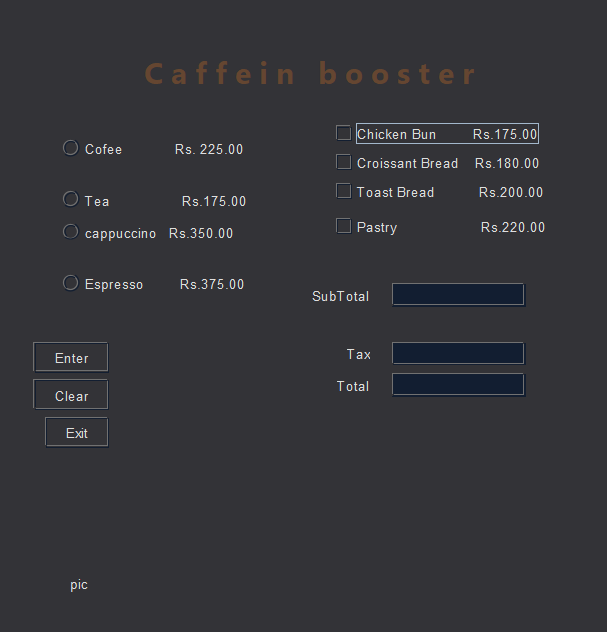 Caffein booster
Cofee Rs. 225.00
Tea Rs.175.00
cappuccino Rs.350.00
Espresso Rs.375.00
Chicken Bun Rs.175.00
Croissant Bread Rs.180.00
Toast Bread Rs.200.00
Pastry Rs.220.00
SubTotal
Tax
Total
Enter
Clear
Exit
pic